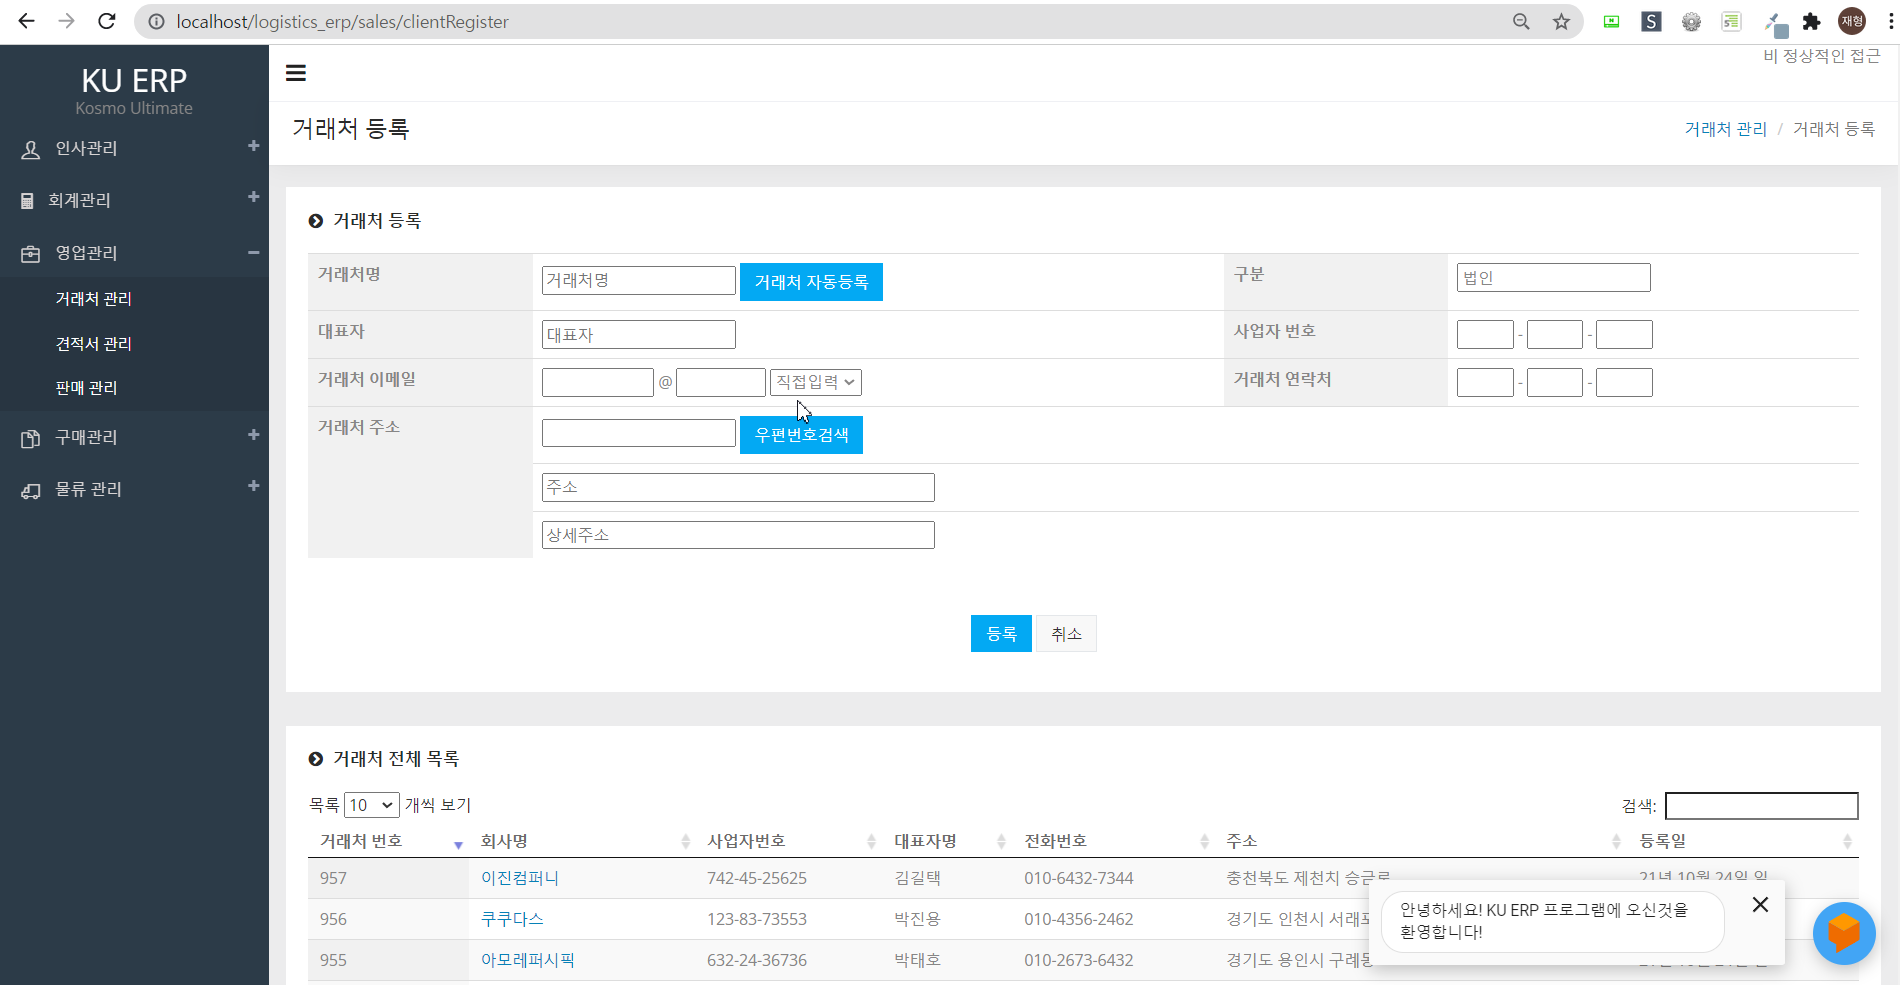 localhost/logistics_erp/sales/clientRegister
S
재형
KU ERP
Kosmo Ultimate
인사관리
회계관리
영업관리
거래처 관리
견적서 관리
판매 관리
구매관리
물류 관리
비 정상적인 접근
거래처 등록
거래처 관리 / 거래처 등록
거래처 등록
거래처명 거래처명 거래처 자동등록 구분 법인
대표자 대표자 사업자 번호 - -
거래처 이메일 @ 직접입력 거래처 연락처 - -
거래처 주소 우편번호검색
주소
상세주소
등록 취소
거래처 전체 목록
목록 10 개씩 보기 검색:
거래처 번호 회사명 사업자번호 대표자명 전화번호 주소 등록일
957 이진컴퍼니 742-45-25625 김길택 010-6432-7344 충천북도 제천치 승금로 21년 10월 24일 일
956 쿠쿠다스 123-83-73553 박진용 010-4356-2462 경기도 인천시 서래포
955 아모레퍼시픽 632-24-36736 박태호 010-2673-6432 경기도 용인시 구례동
안녕하세요! KU ERP 프로그램에 오신것을
환영합니다!